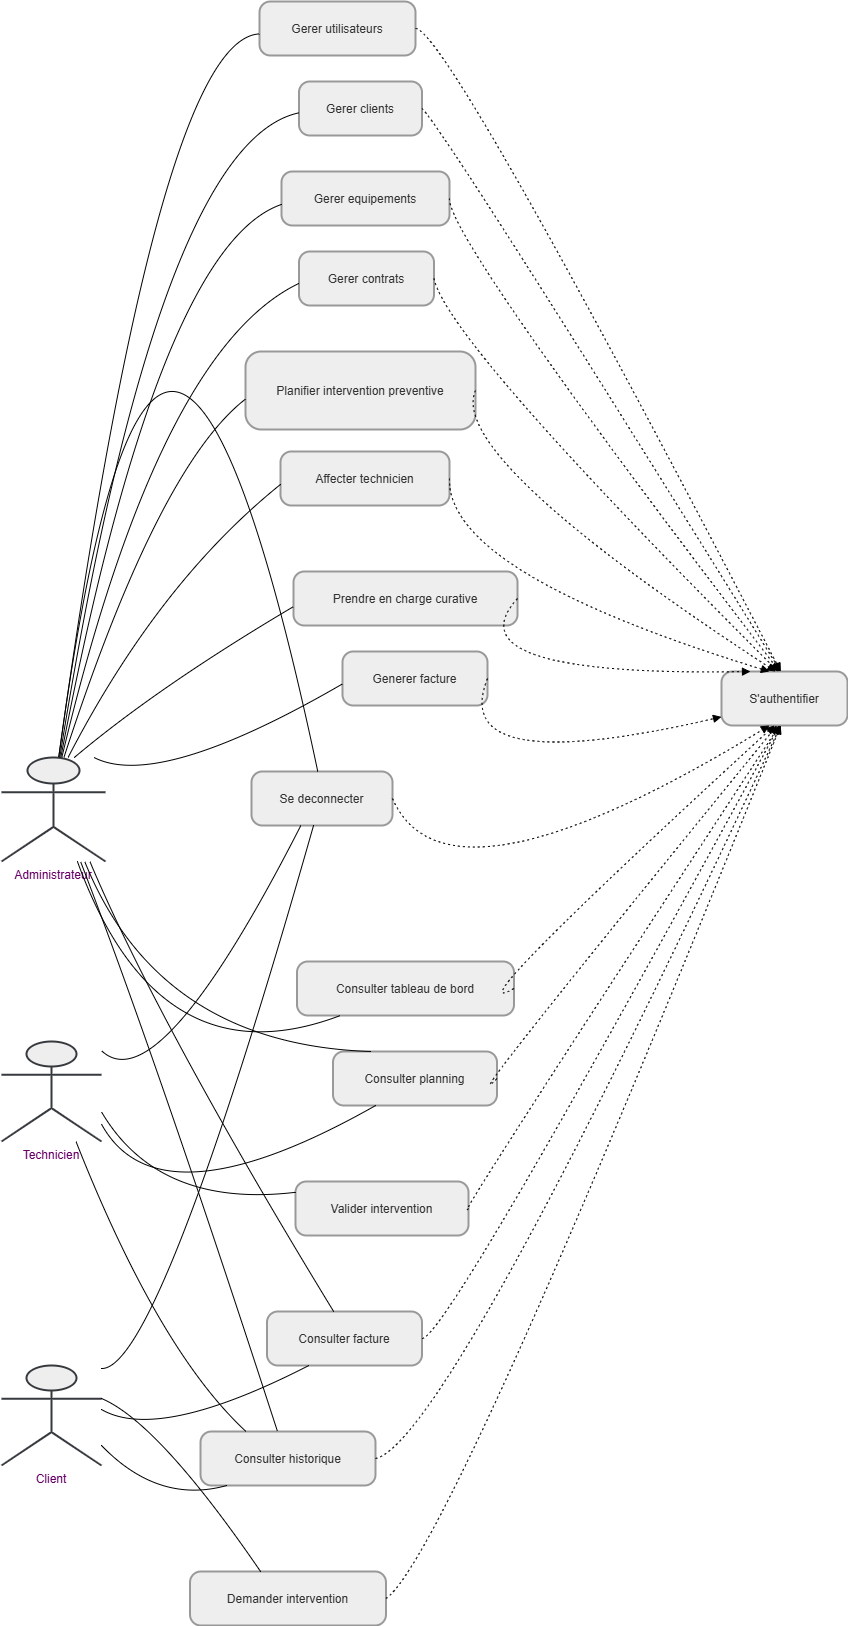 Gerer utilisateurs
Gerer clients
Gerer equipements
Gerer contrats
Planifier intervention preventive
Affecter technicien
Prendre en charge curative
Generer facture
S'authentifier
Se deconnecter
Administrateur
Consulter tableau de bord
Consulter planning
Technicien
Valider intervention
Consulter facture
Consulter historique
Client
Demander intervention